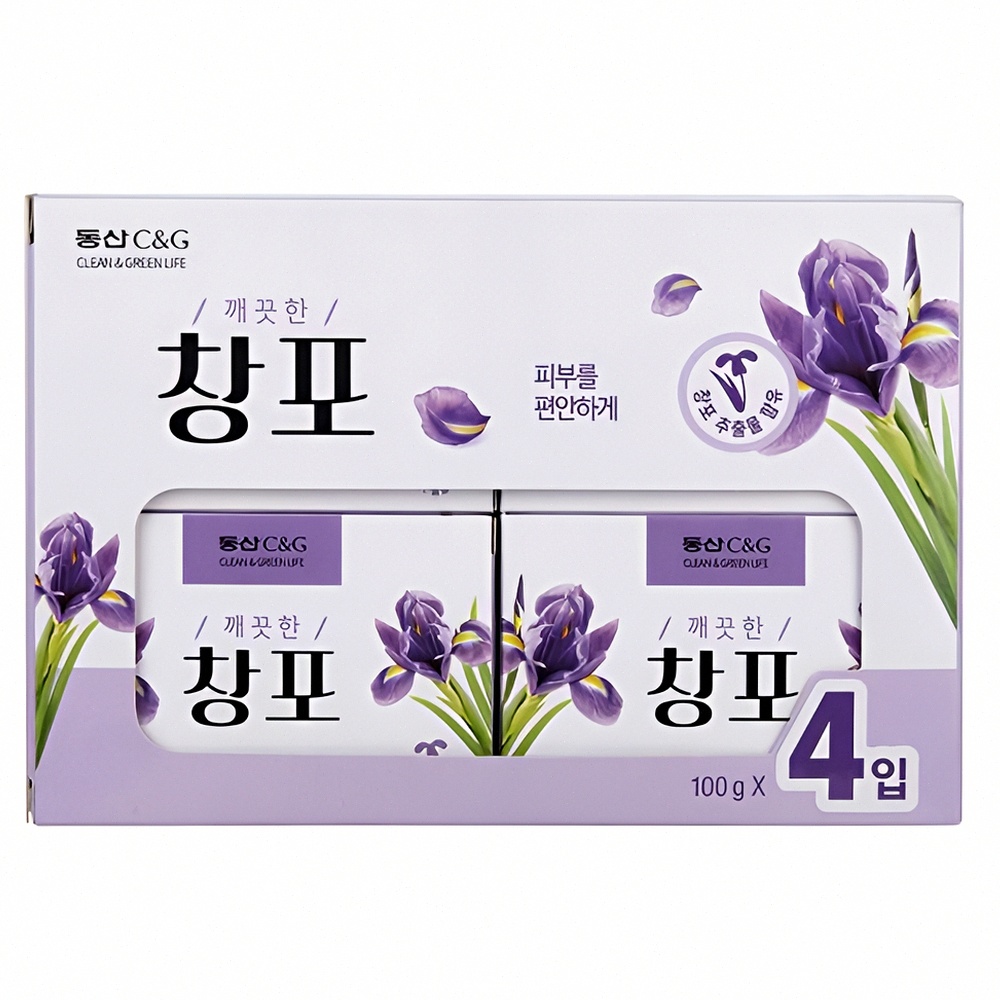 동산 C&G
CLEAN & GREEN LIFE
/ 깨끗한 /
창포
피부를
편안하게
창포 추출물 함유
동산 C&G
CLEAN & GREEN LIFE
/ 깨끗한 /
창포
동산 C&G
CLEAN & GREEN LIFE
/ 깨끗한 /
창포
100 g X 4입